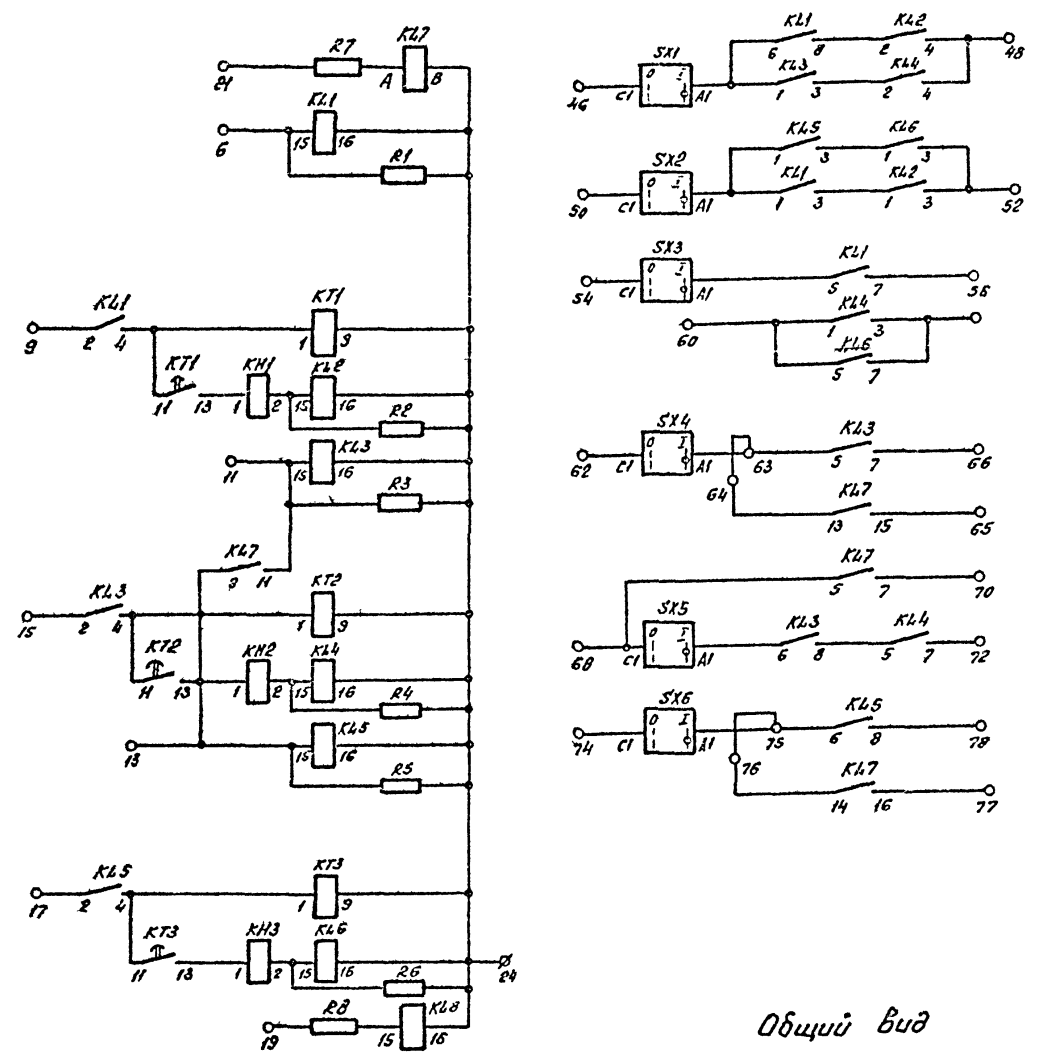 R7 KL7
21 A B
KL1
6 15 16
R1
KL1 KT1
9 2 4 1 9
KT1 KH1 KL2
11 13 1 2 15 16
R2
KL3
11 15 16
R3
KL7
9 11
KL3 KT2
15 2 4 1 9
KT2 KH2 KL4
11 13 1 2 15 16
R4
KL5
13 15 16
R5
KL5 KT3
17 2 4 1 9
KT3 KH3 KL6
11 13 1 2 15 16
24
R6
R8 KL8
19 15 16
KL1 KL2
6 8 2 4 48
SX1 KL3 KL4
O I
46 C1 A1 1 3 2 4
KL5 KL6
1 3 1 3
SX2 KL1 KL2
O I
50 C1 A1 1 3 1 3 52
SX3 KL1
O I
54 C1 A1 5 7 56
KL4
60 1 3
KL6
5 7
SX4 KL3
O I
62 C1 A1 63 5 7 66
64 KL7
13 15 65
KL7
5 7 70
SX5 KL3 KL4
O I
68 C1 A1 6 8 5 7 72
SX6 KL5
O I
74 C1 A1 75 6 8 78
76 KL7
14 16 77
Общий вид